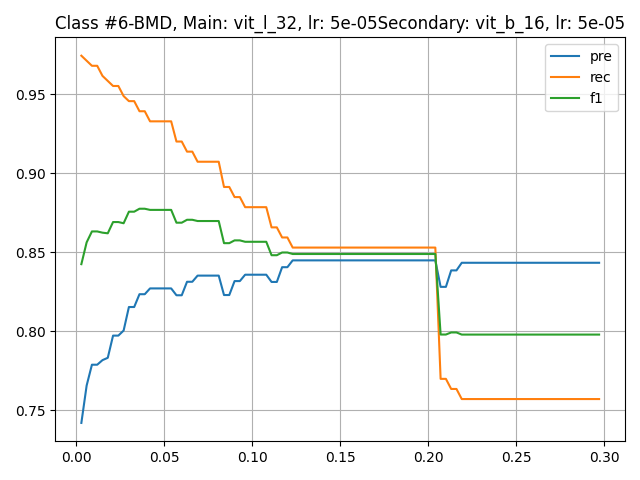 Class #6-BMD, Main: vit_l_32, lr: 5e-05Secondary: vit_b_16, lr: 5e-05
pre
rec
f1
0.95
0.90
0.85
0.80
0.75
0.00 0.05 0.10 0.15 0.20 0.25 0.30